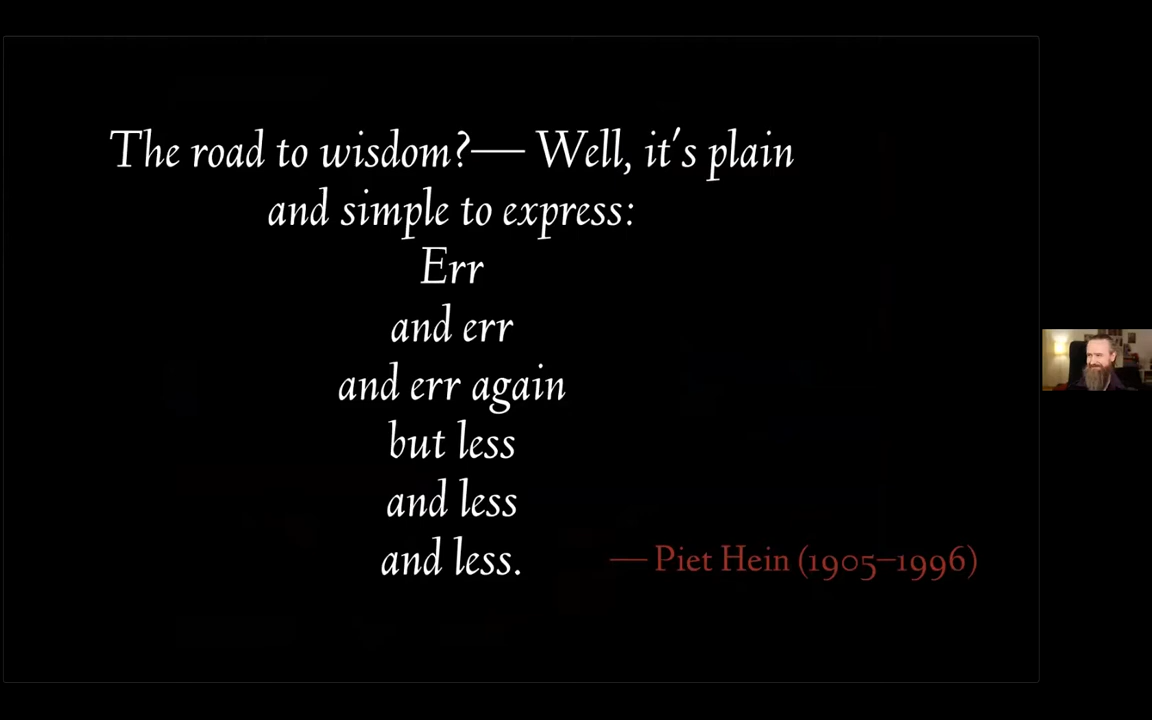 The road to wisdom?— Well, it's plain
and simple to express:
Err
and err
and err again
but less
and less
and less.
— Piet Hein (1905–1996)